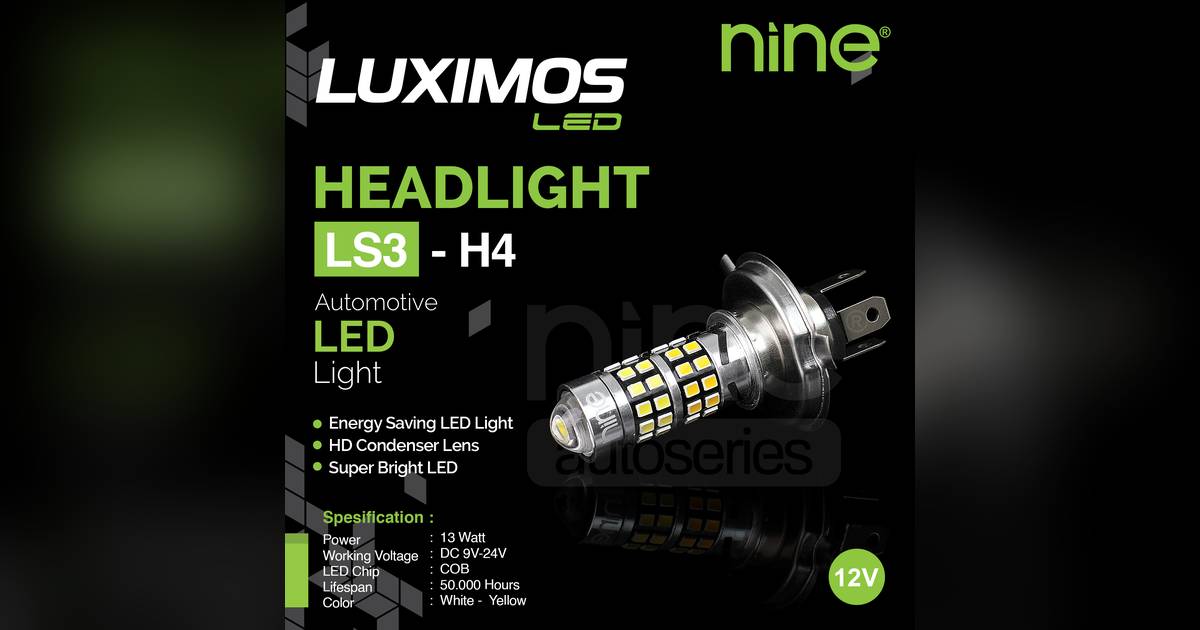 nine®
LUXIMOS
LED
HEADLIGHT
LS3 - H4
Automotive
LED
Light
Energy Saving LED Light
HD Condenser Lens
Super Bright LED
Spesification :
Power : 13 Watt
Working Voltage : DC 9V-24V
LED Chip : COB
Lifespan : 50.000 Hours
Color : White - Yellow
nine
nine®
autoseries
12V